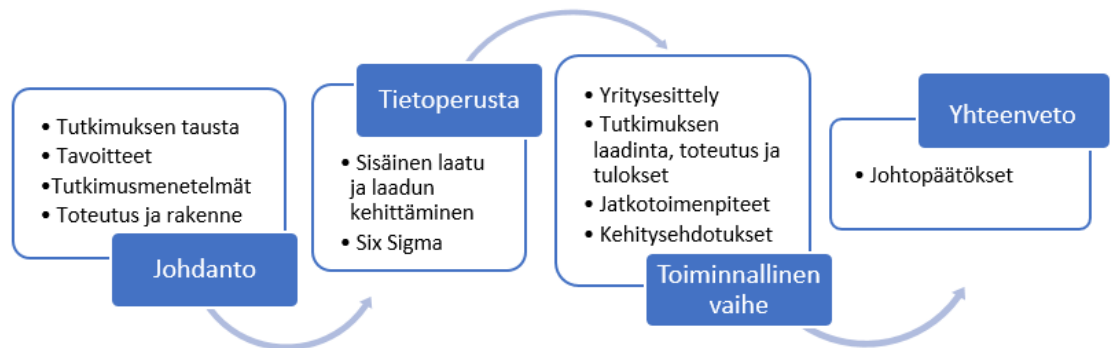 • Tutkimuksen tausta
• Tavoitteet
•Tutkimusmenetelmät
• Toteutus ja rakenne
Johdanto
Tietoperusta
• Sisäinen laatu
ja laadun
kehittäminen
• Six Sigma
• Yritysesittely
• Tutkimuksen
laadinta, toteutus ja
tulokset
• Jatkotoimenpiteet
• Kehitysehdotukset
Toiminnallinen
vaihe
Yhteenveto
• Johtopäätökset